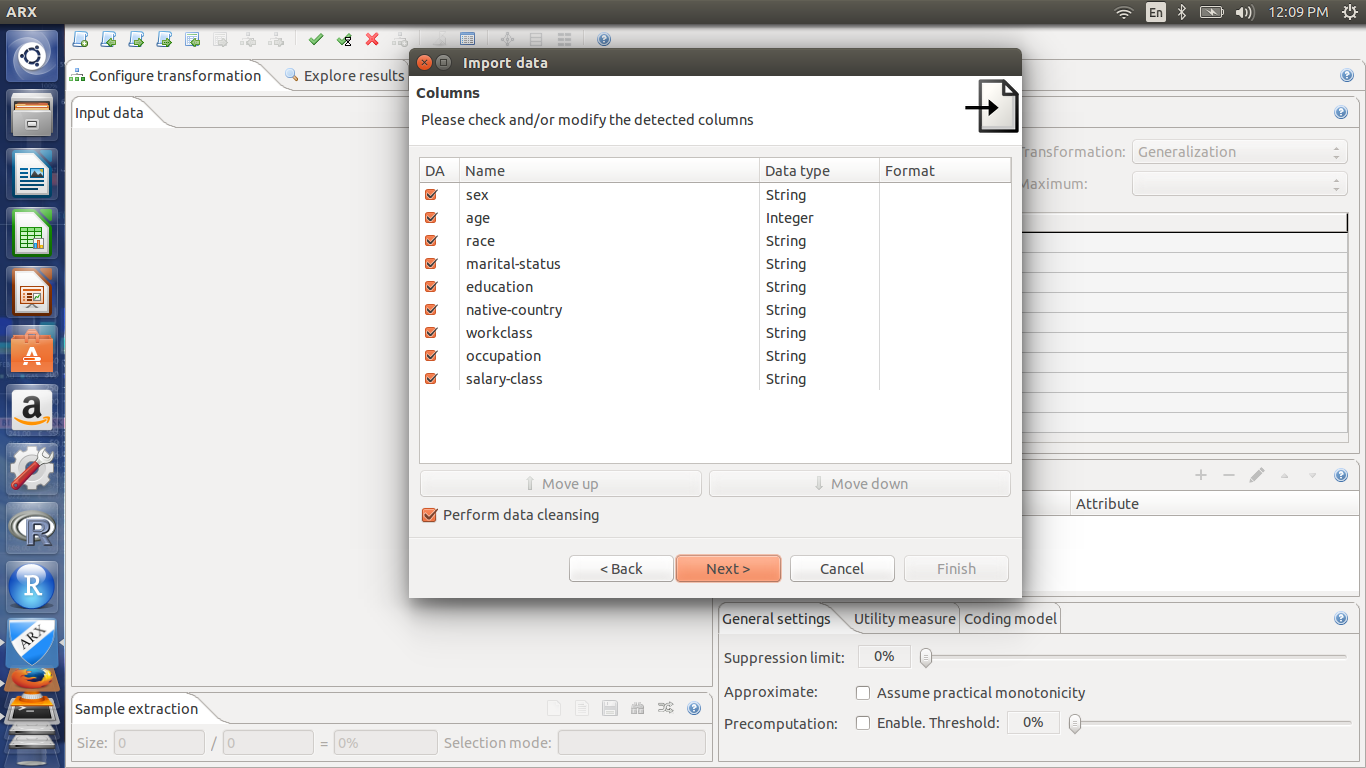 ARX
En
12:09 PM
Configure transformation
Explore results
Input data
Import data
Columns
Please check and/or modify the detected columns
DA Name Data type Format
sex String
age Integer
race String
marital-status String
education String
native-country String
workclass String
occupation String
salary-class String
Move up Move down
Perform data cleansing
< Back Next > Cancel Finish
Generalization
Attribute
General settings Utility measure Coding model
Suppression limit: 0%
Approximate: Assume practical monotonicity
Precomputation: Enable. Threshold: 0%
Sample extraction
Size: 0 / 0 = 0% Selection mode:
a
R
R
ARX